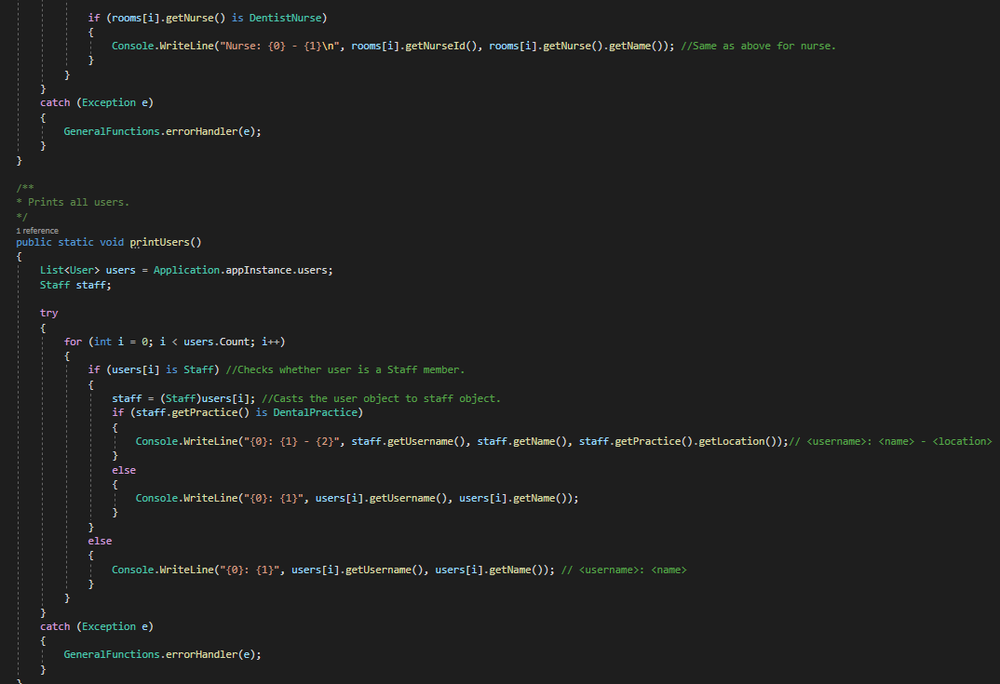 if (rooms[i].getNurse() is DentistNurse)
{
Console.WriteLine("Nurse: {0} - {1}\n", rooms[i].getNurseId(), rooms[i].getNurse().getName()); //Same as above for nurse.
}
}
}
catch (Exception e)
{
GeneralFunctions.errorHandler(e);
}
}
/**
* Prints all users.
*/
1 reference
public static void printUsers()
{
List<User> users = Application.appInstance.users;
Staff staff;
try
{
for (int i = 0; i < users.Count; i++)
{
if (users[i] is Staff) //Checks whether user is a Staff member.
{
staff = (Staff)users[i]; //Casts the user object to staff object.
if (staff.getPractice() is DentalPractice)
{
Console.WriteLine("{0}: {1} - {2}", staff.getUsername(), staff.getName(), staff.getPractice().getLocation());// <username>: <name> - <location>
}
else
{
Console.WriteLine("{0}: {1}", users[i].getUsername(), users[i].getName());
}
}
else
{
Console.WriteLine("{0}: {1}", users[i].getUsername(), users[i].getName()); // <username>: <name>
}
}
}
catch (Exception e)
{
GeneralFunctions.errorHandler(e);
}
}